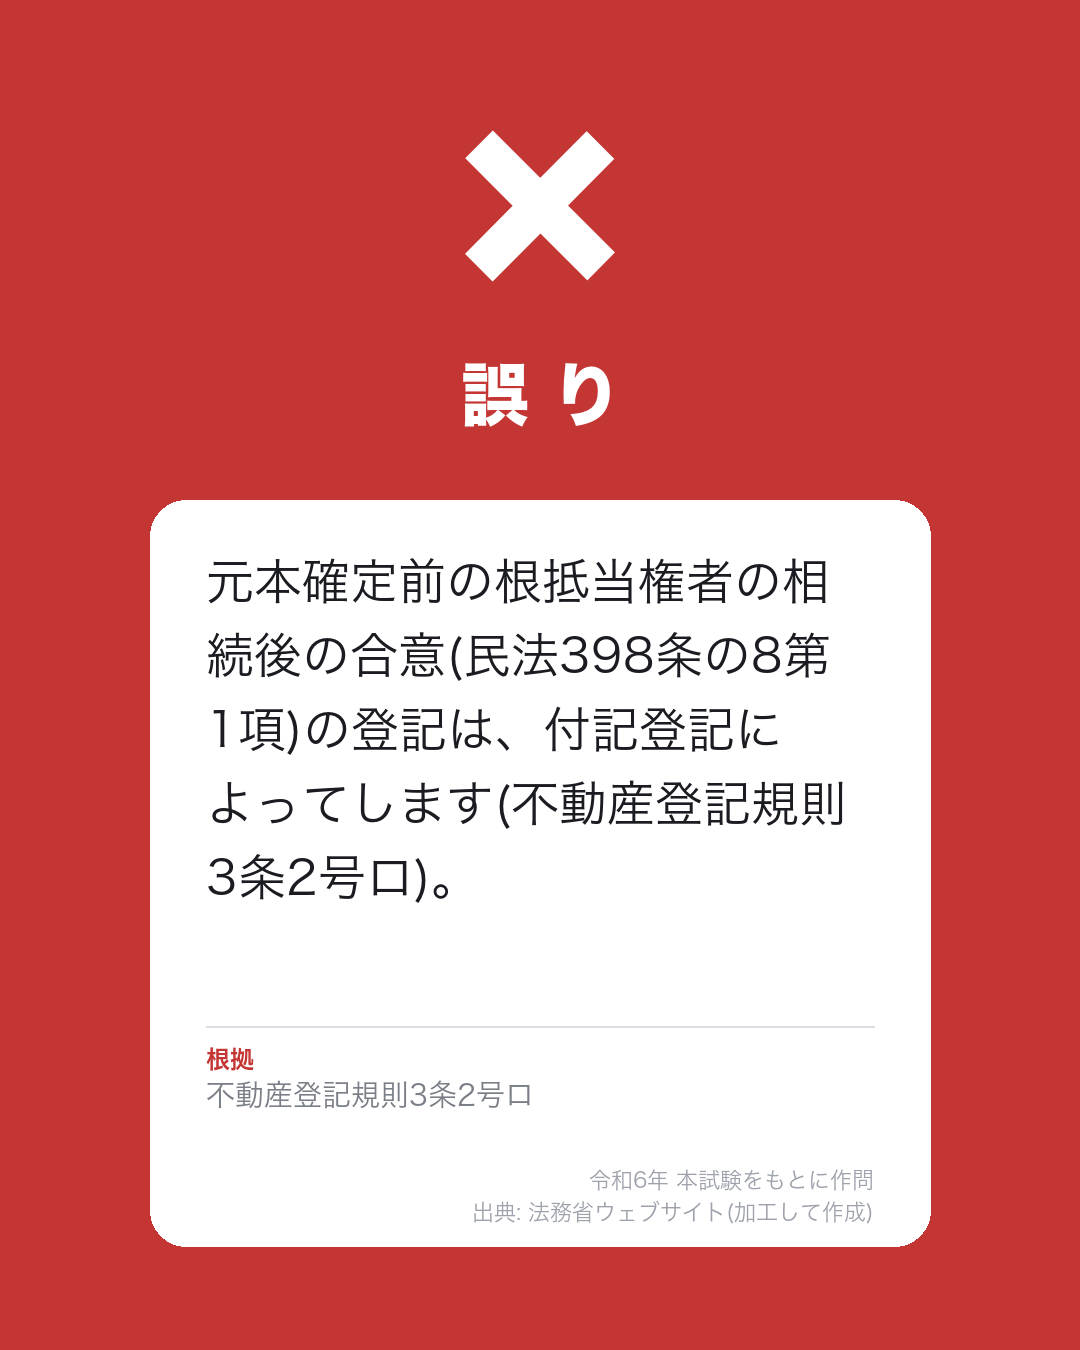 誤り
元本確定前の根抵当権者の相
続後の合意(民法398条の8第
1項)の登記は、付記登記に
よってします(不動産登記規則
3条2号ロ)。
根拠
不動産登記規則3条2号ロ
令和6年 本試験をもとに作問
出典: 法務省ウェブサイト(加工して作成)